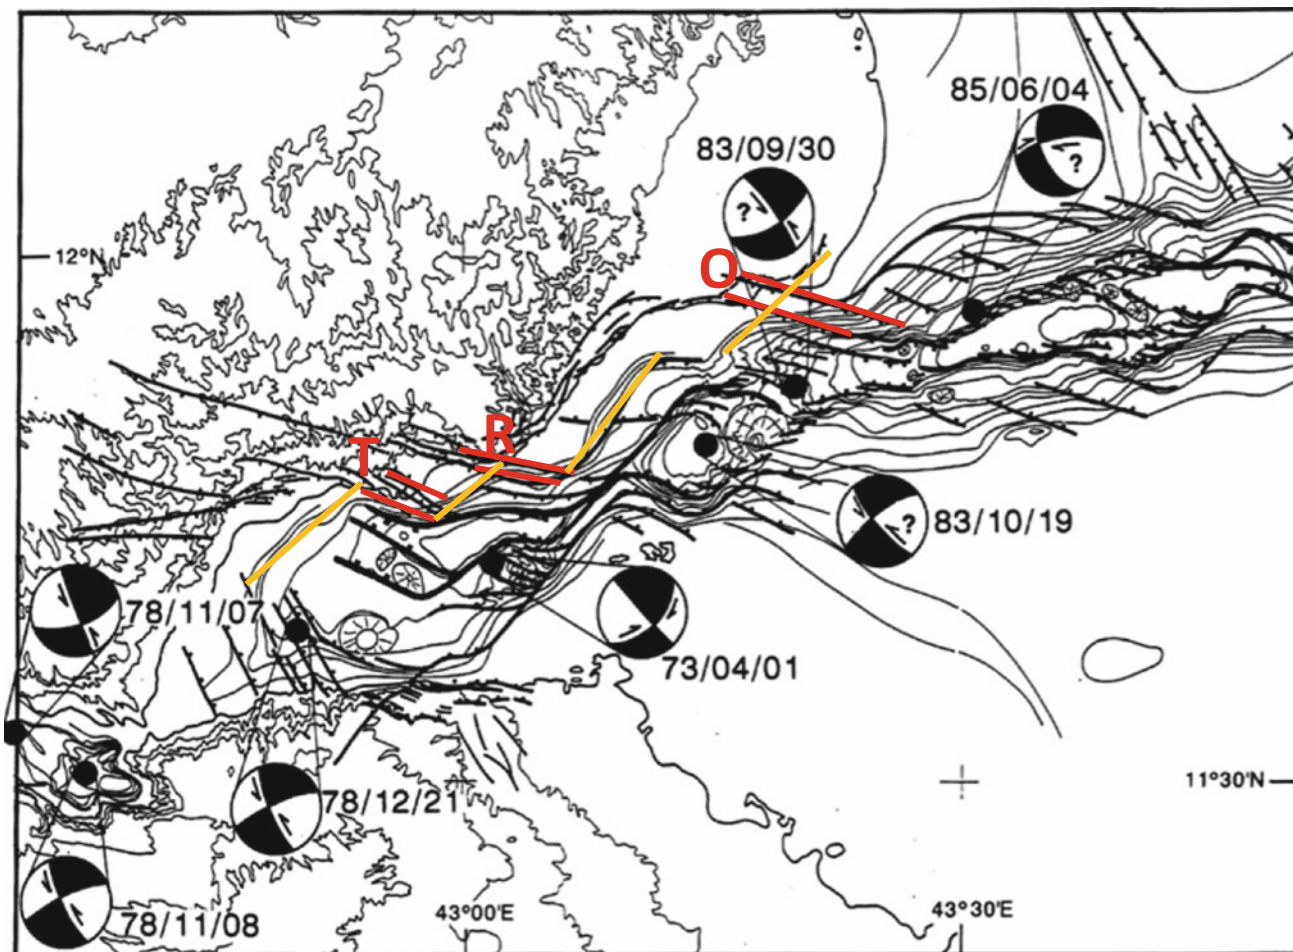 85/06/04
?
83/09/30
?
12°N
O
R
T
?
83/10/19
78/11/07
73/04/01
11°30'N
78/12/21
78/11/08
43°00'E
43°30'E